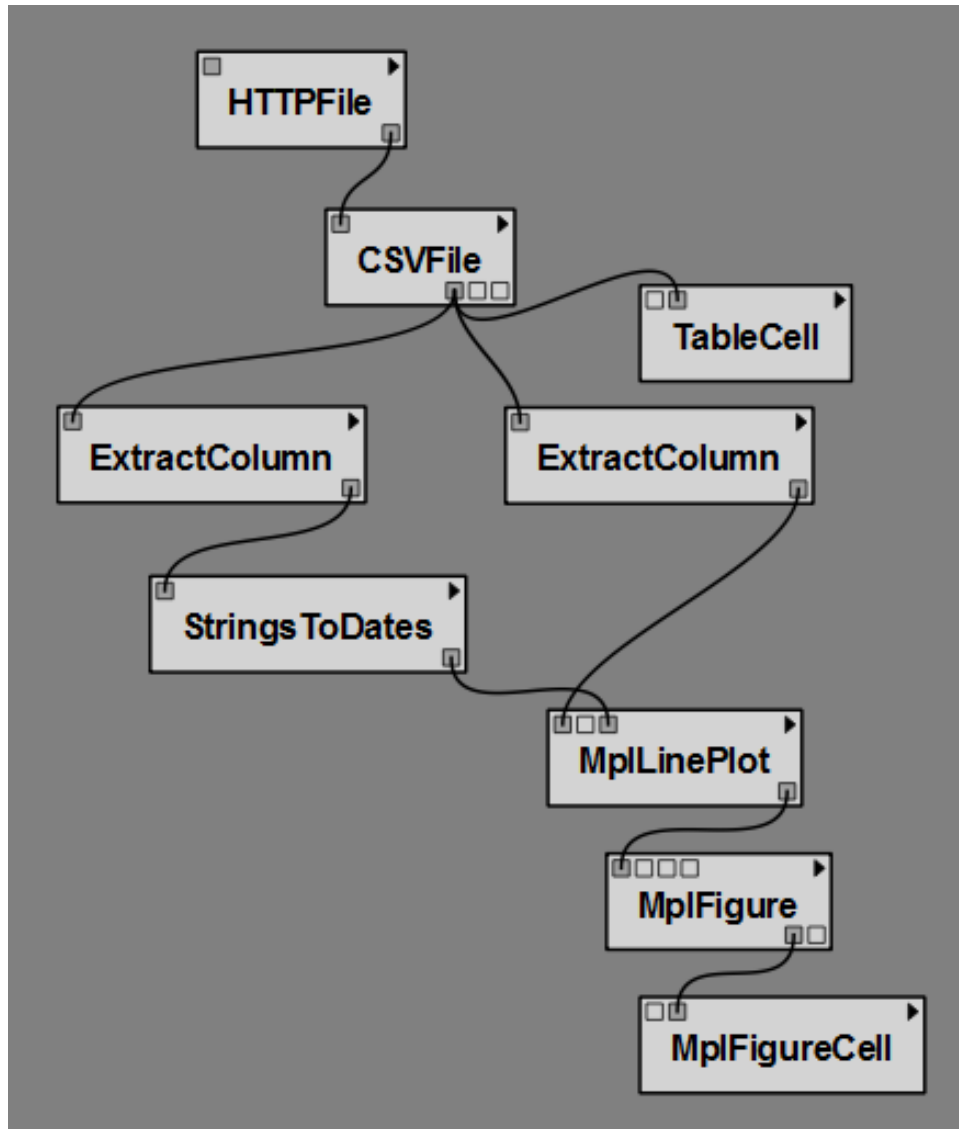 HTTPFile
CSVFile
TableCell
ExtractColumn
ExtractColumn
StringsToDates
MplLinePlot
MplFigure
MplFigureCell